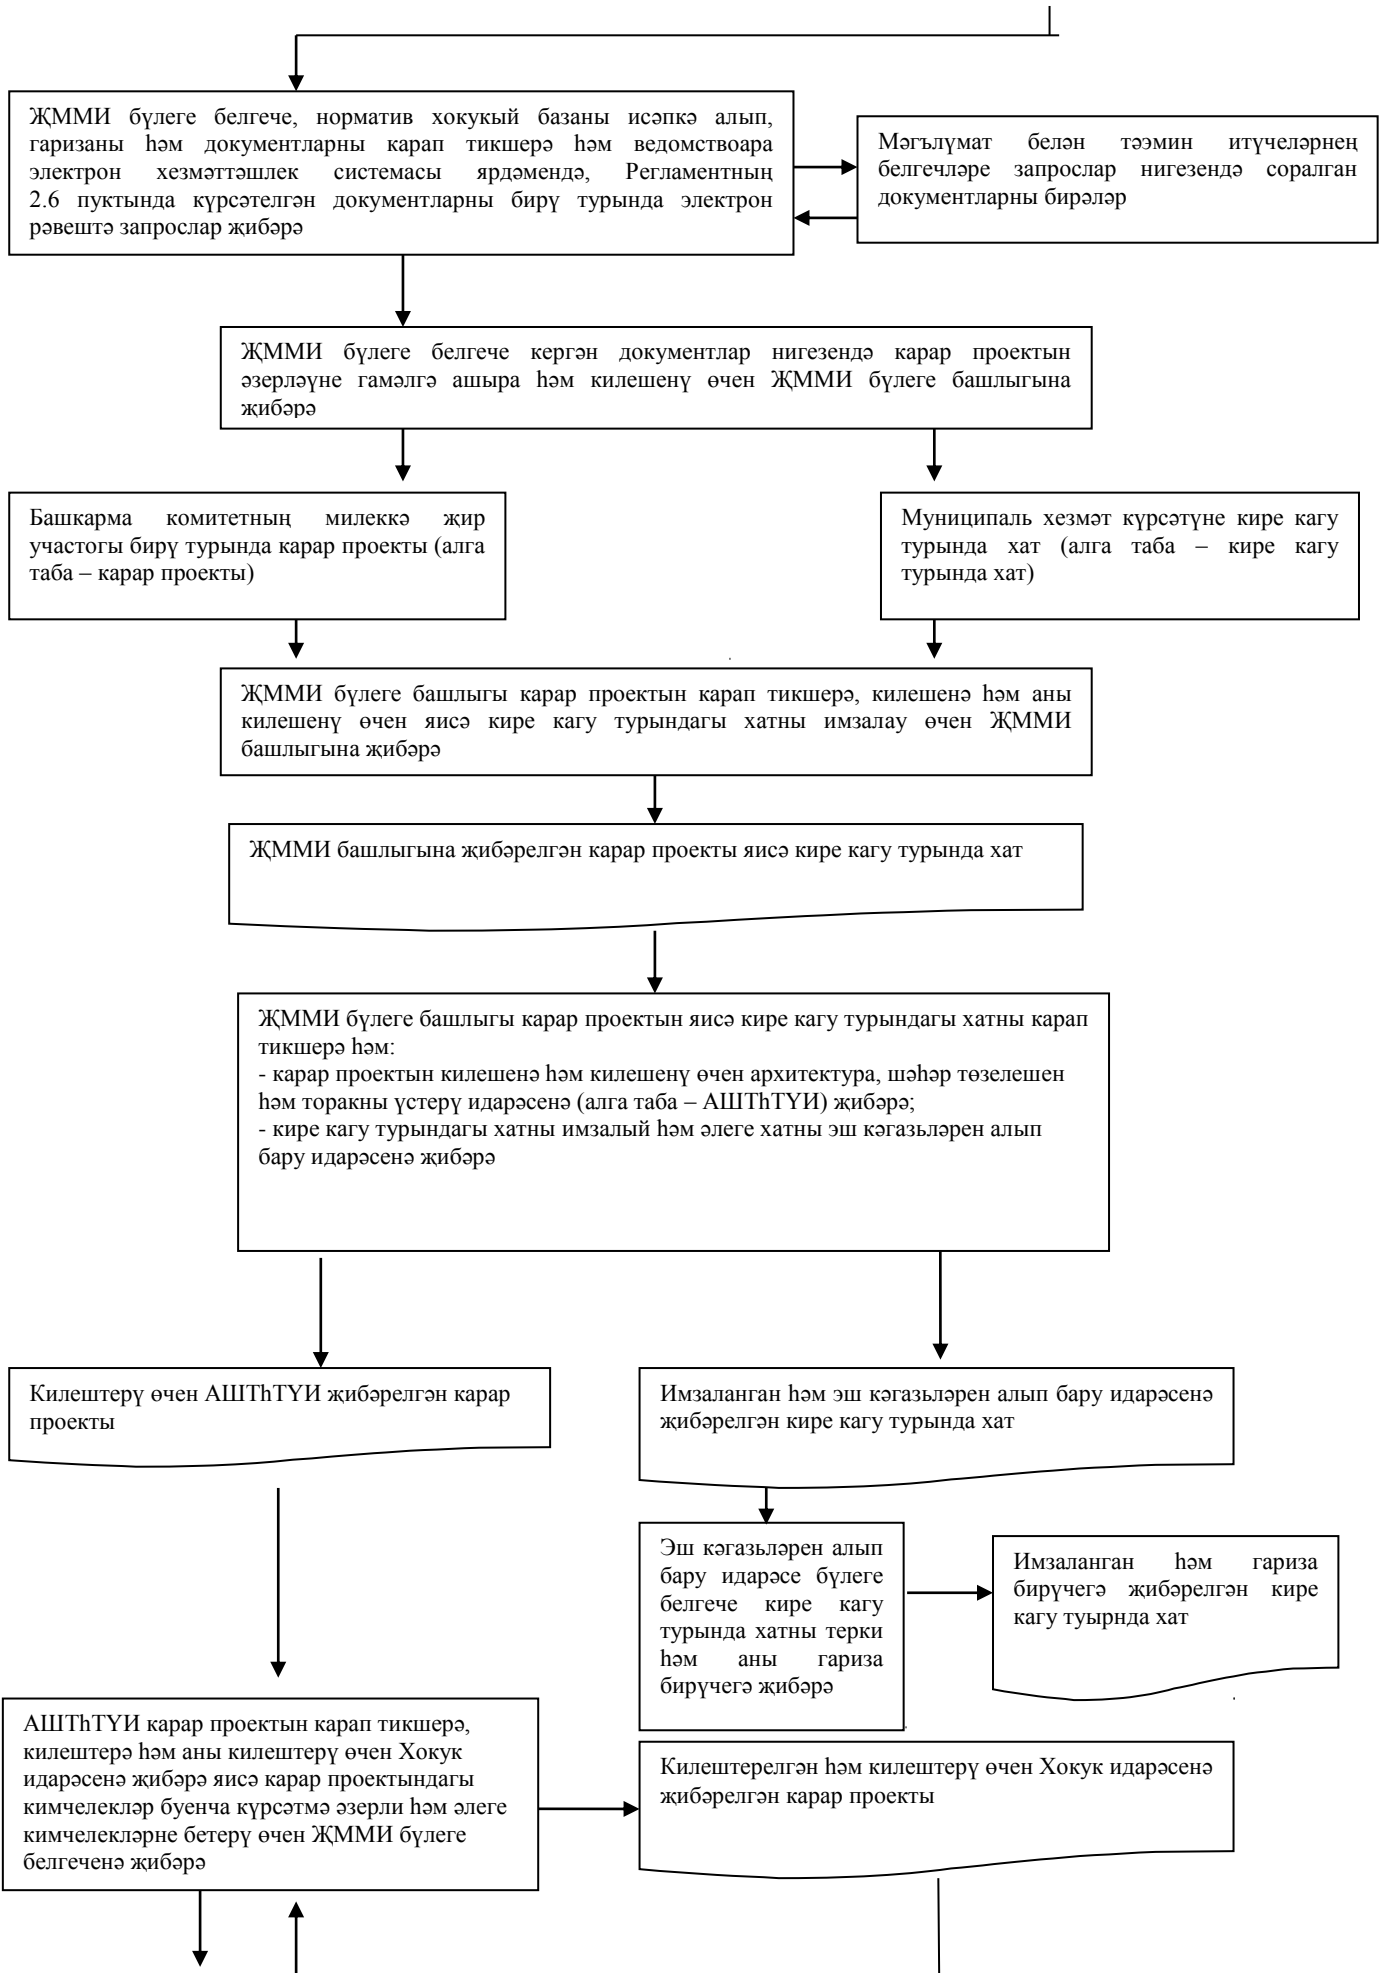 ҖММИ бүлеге белгече, норматив хокукый базаны исәпкә алып,
гаризаны һәм документларны карап тикшерә һәм ведомствоара
электрон хезмәттәшлек системасы ярдәмендә, Регламентның
2.6 пунктында күрсәтелгән документларны бирү турында электрон
рәвештә запрослар җибәрә
Мәгълүмат белән тәэмин итүчеләрнең
белгечләре запрослар нигезендә соралган
документларны бирәләр
ҖММИ бүлеге белгече кергән документлар нигезендә карар проектын
әзерләүне гамәлгә ашыра һәм килешенү өчен ҖММИ бүлеге башлыгына
җибәрә
Башкарма комитетның милеккә җир
участогы бирү турында карар проекты (алга
таба – карар проекты)
Муниципаль хезмәт күрсәтүне кире кагу
турында хат (алга таба – кире кагу
турында хат)
ҖММИ бүлеге башлыгы карар проектын карап тикшерә, килешенә һәм аны
килешенү өчен яисә кире кагу турындагы хатны имзалау өчен ҖММИ
башлыгына җибәрә
ҖММИ башлыгына җибәрелгән карар проекты яисә кире кагу турында хат
ҖММИ бүлеге башлыгы карар проектын яисә кире кагу турындагы хатны карап
тикшерә һәм:
- карар проектын килешенә һәм килешенү өчен архитектура, шәһәр төзелешен
һәм торакны үстерү идарәсенә (алга таба – АШТһТҮИ) җибәрә;
- кире кагу турындагы хатны имзалый һәм әлеге хатны эш кәгазьләрен алып
бару идарәсенә җибәрә
Килештерү өчен АШТһТҮИ җибәрелгән карар
проекты
Имзаланган һәм эш кәгазьләрен алып бару идарәсенә
җибәрелгән кире кагу турында хат
Эш кәгазьләрен алып
бару идарәсе бүлеге
белгече кире кагу
турында хатны терки
һәм аны гариза
бирүчегә җибәрә
Имзаланган һәм гариза
бирүчегә җибәрелгән кире
кагу туырнда хат
АШТһТҮИ карар проектын карап тикшерә,
килештерә һәм аны килештерү өчен Хокук
идарәсенә җибәрә яисә карар проектындагы
кимчелекләр буенча күрсәтмә әзерли һәм әлеге
кимчелекләрне бетерү өчен ҖММИ бүлеге
белгеченә җибәрә
Килештерелгән һәм килештерү өчен Хокук идарәсенә
җибәрелгән карар проекты